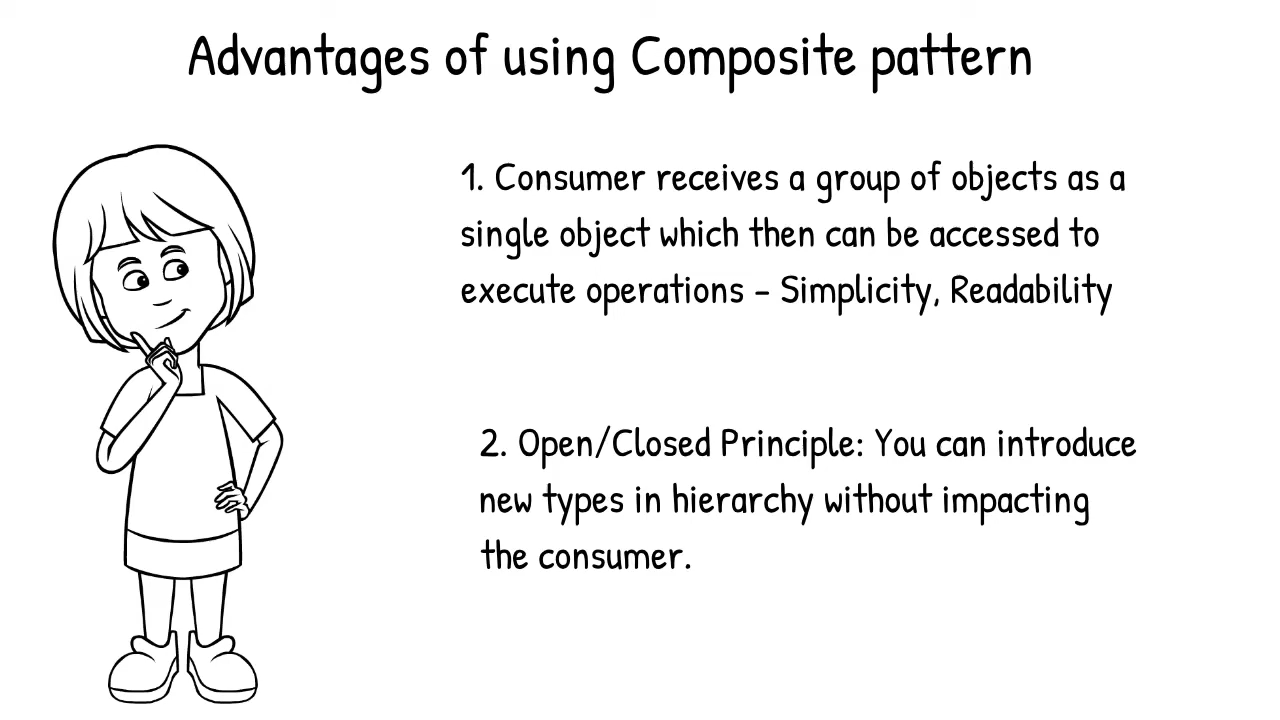 Advantages of using Composite pattern
1. Consumer receives a group of objects as a
single object which then can be accessed to
execute operations - Simplicity, Readability
2. Open/Closed Principle: You can introduce
new types in hierarchy without impacting
the consumer.